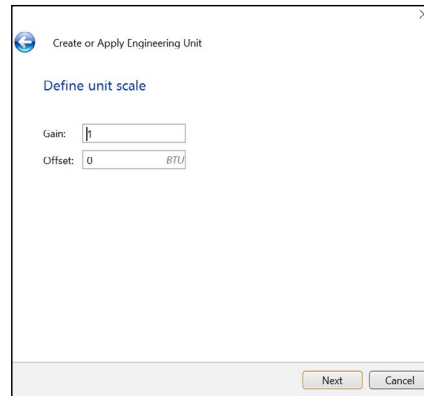 Create or Apply Engineering Unit
Define unit scale
Gain: 1
Offset: 0 BTU
Next Cancel